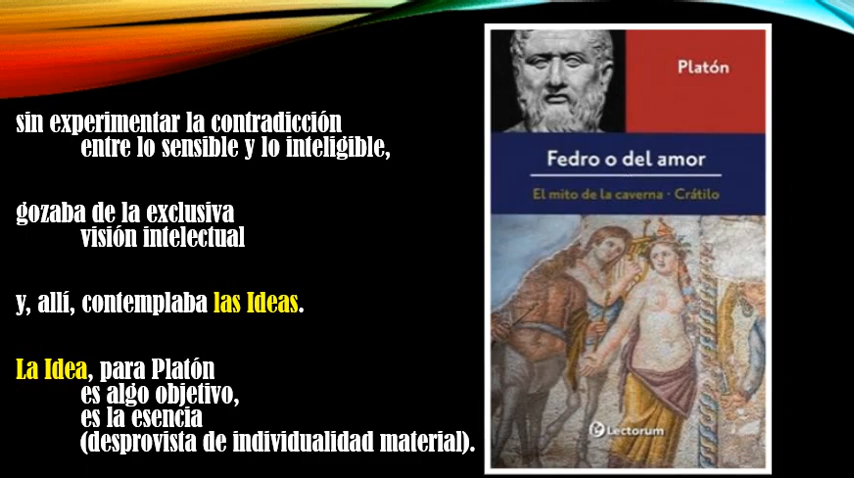 sin experimentar la contradicción
entre lo sensible y lo inteligible,
gozaba de la exclusiva
visión intelectual
y, allí, contemplaba las Ideas.
La Idea, para Platón
es algo objetivo,
es la esencia
(desprovista de individualidad material).
Platón
Fedro o del amor
El mito de la caverna · Crátilo
Lectorum